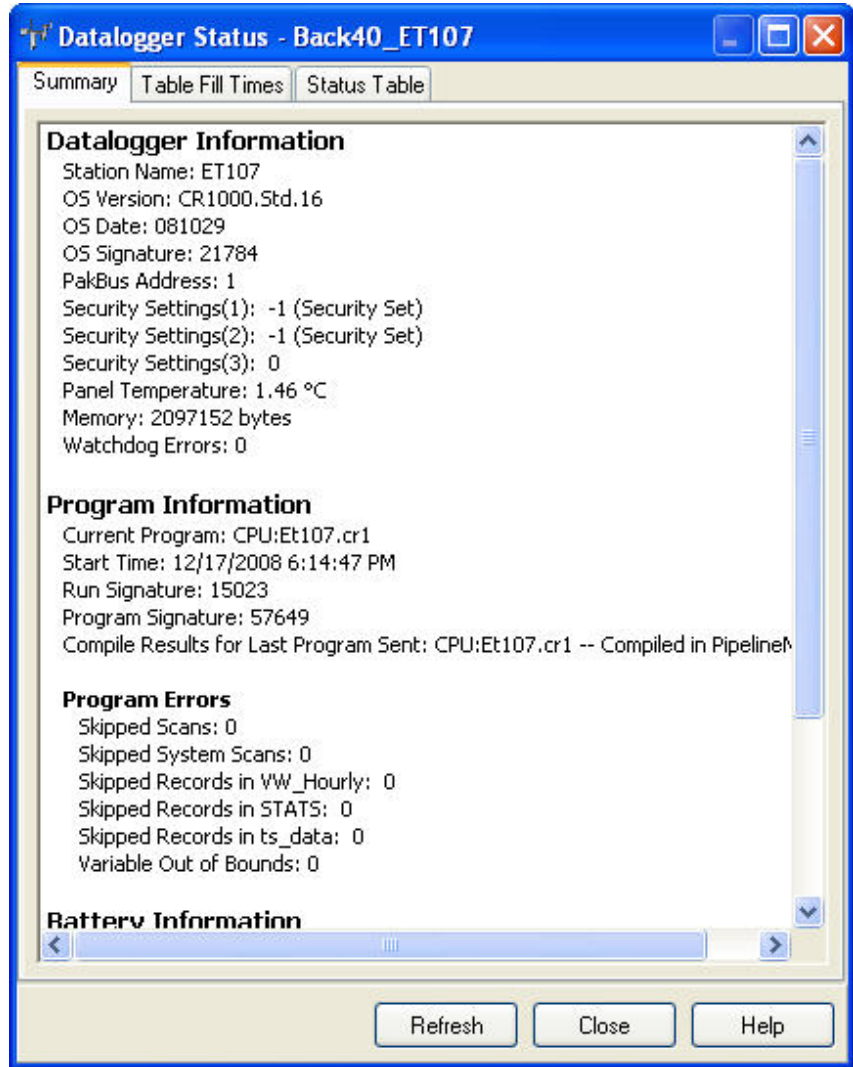 Datalogger Status - Back40_ET107
Summary Table Fill Times Status Table
Datalogger Information
Station Name: ET107
OS Version: CR1000.Std.16
OS Date: 081029
OS Signature: 21784
PakBus Address: 1
Security Settings(1): -1 (Security Set)
Security Settings(2): -1 (Security Set)
Security Settings(3): 0
Panel Temperature: 1.46 °C
Memory: 2097152 bytes
Watchdog Errors: 0
Program Information
Current Program: CPU:Et107.cr1
Start Time: 12/17/2008 6:14:47 PM
Run Signature: 15023
Program Signature: 57649
Compile Results for Last Program Sent: CPU:Et107.cr1 -- Compiled in Pipeline
Program Errors
Skipped Scans: 0
Skipped System Scans: 0
Skipped Records in VW_Hourly: 0
Skipped Records in STATS: 0
Skipped Records in ts_data: 0
Variable Out of Bounds: 0
Battery Information
Refresh Close Help